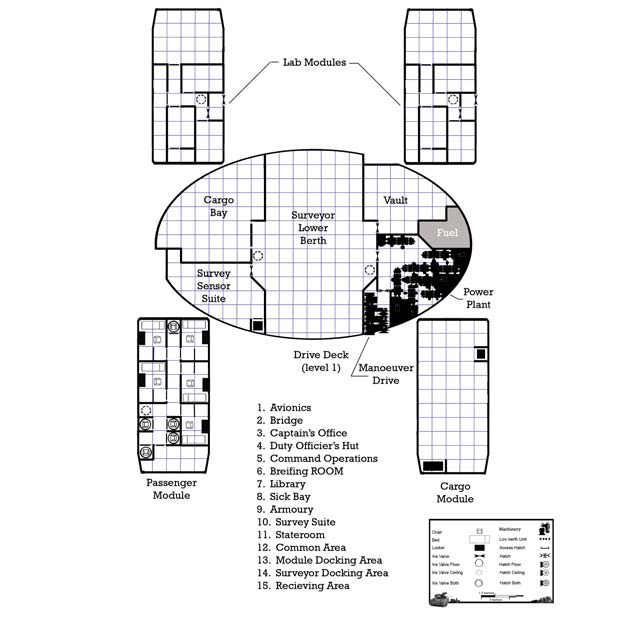 Lab Modules
Cargo
Bay
Surveyor
Lower
Berth
Vault
Fuel
Survey
Sensor
Suite
Power
Plant
Drive Deck
(level 1)
Manoeuver
Drive
Passenger
Module
Cargo
Module
1. Avionics
2. Bridge
3. Captain's Office
4. Duty Officier's Hut
5. Command Operations
6. Breifing ROOM
7. Library
8. Sick Bay
9. Armoury
10. Survey Suite
11. Stateroom
12. Common Area
13. Module Docking Area
14. Surveyor Docking Area
15. Recieving Area
Chair
Machinery
Bed
Low berth Unit
Locker
Access Hatch
Iris Valve
Hatch
Iris Valve Floor
Hatch Floor
Iris Valve Ceiling
Hatch Ceiling
Iris Valve Both
Hatch Both